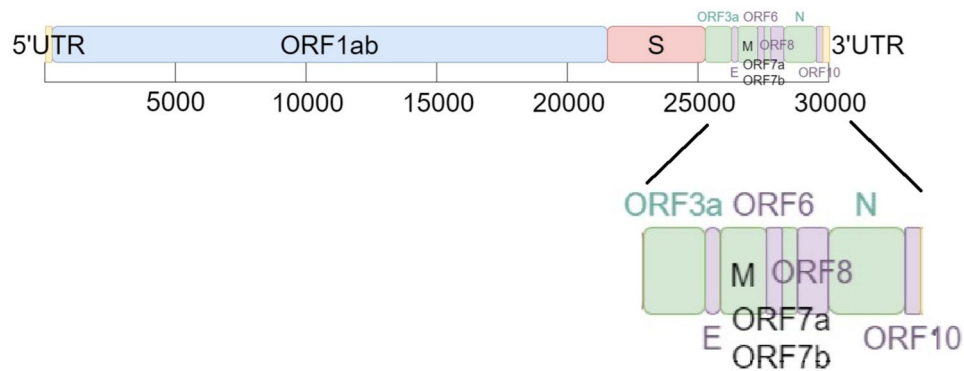 ORF3a ORF6 N
5'UTR ORF1ab S M ORF8 3'UTR
ORF7a
E ORF10
ORF7b
5000 10000 15000 20000 25000 30000
ORF3a ORF6 N
M ORF8
ORF7a
E ORF10
ORF7b